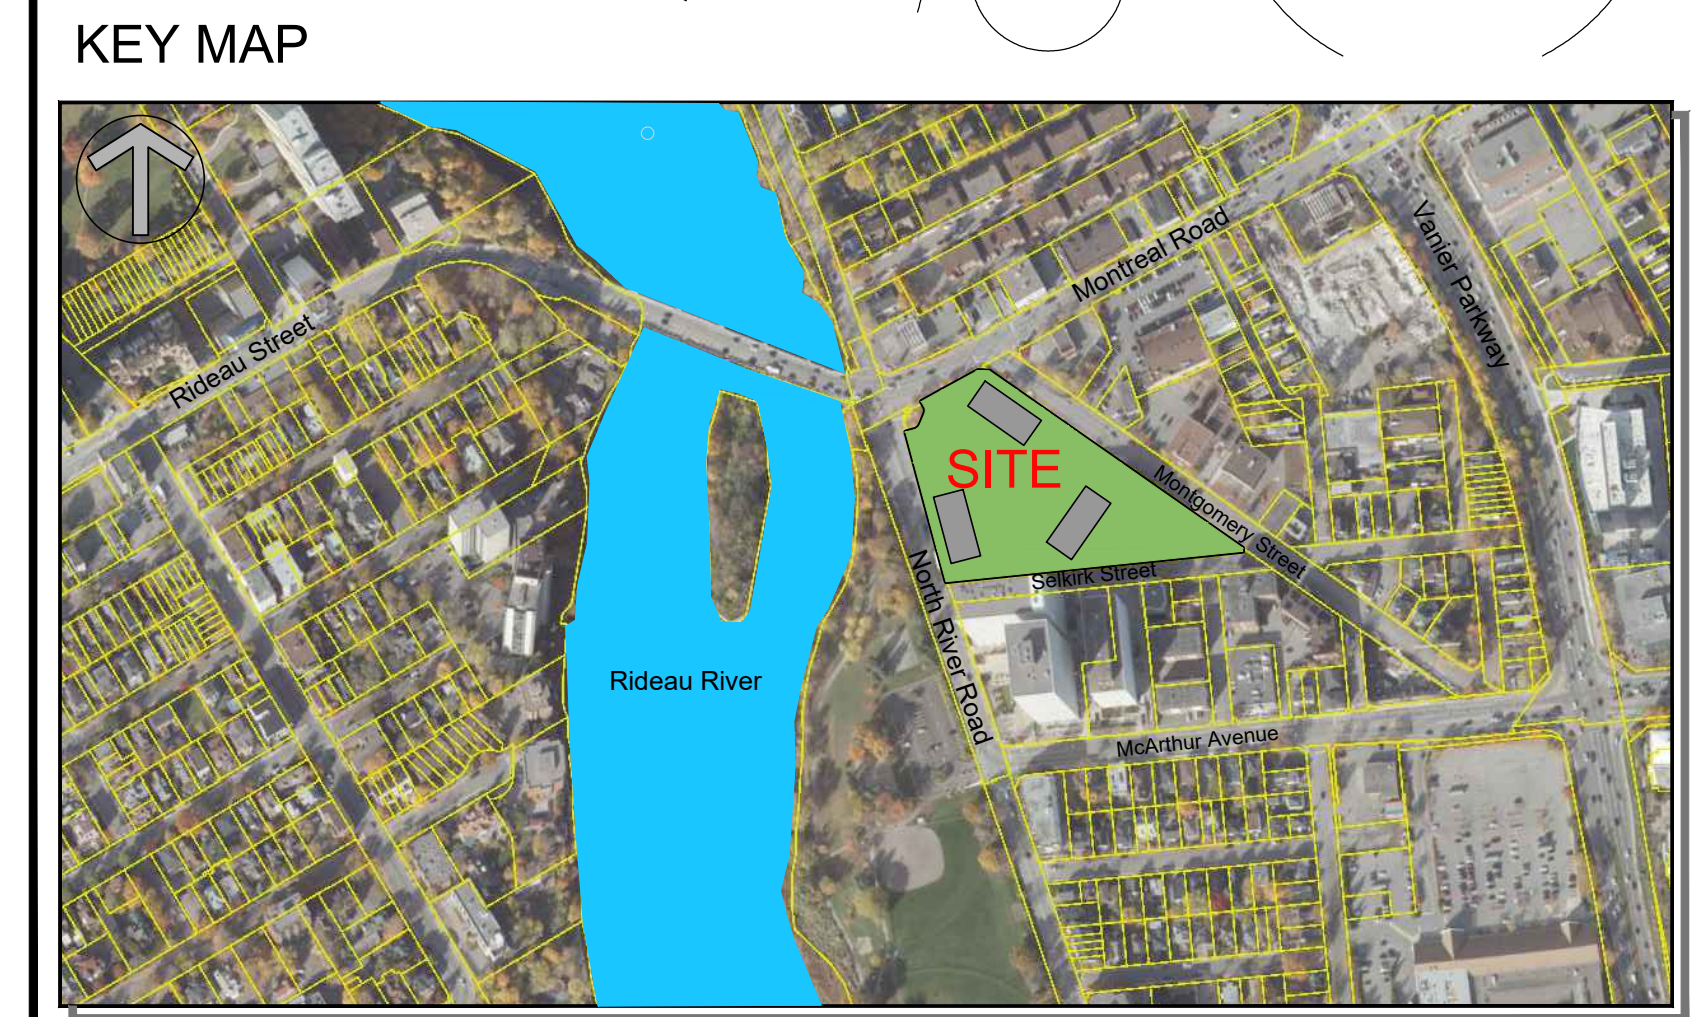 KEY MAP
Montreal Road
Vanier Parkway
Rideau Street
SITE
Montgomery Street
Selkirk Street
North River Road
Rideau River
McArthur Avenue